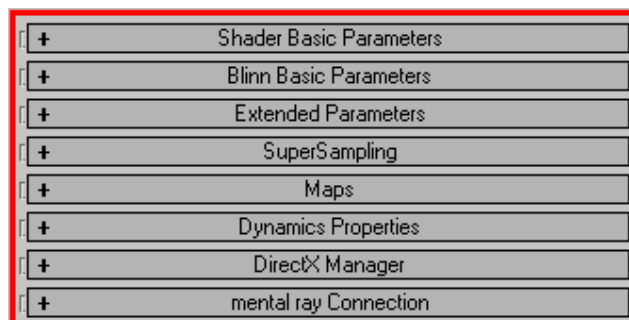 + Shader Basic Parameters
+ Blinn Basic Parameters
+ Extended Parameters
+ SuperSampling
+ Maps
+ Dynamics Properties
+ DirectX Manager
+ mental ray Connection